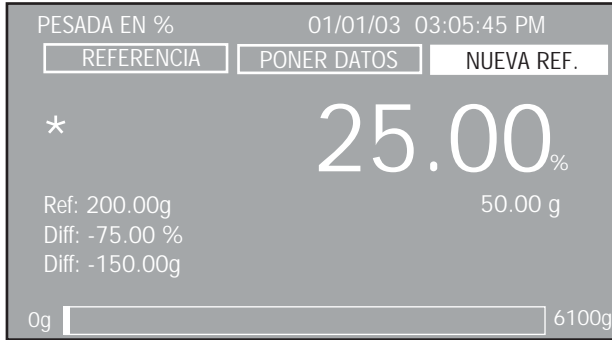 PESADA EN % 01/01/03 03:05:45 PM
REFERENCIA PONER DATOS NUEVA REF.
* 25.00%
Ref: 200.00g 50.00 g
Diff: -75.00 %
Diff: -150.00g
0g 6100g